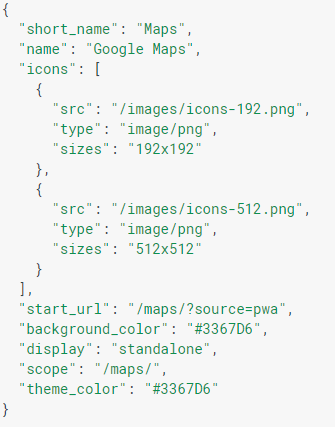 {
  "short_name": "Maps",
  "name": "Google Maps",
  "icons": [
    {
      "src": "/images/icons-192.png",
      "type": "image/png",
      "sizes": "192x192"
    },
    {
      "src": "/images/icons-512.png",
      "type": "image/png",
      "sizes": "512x512"
    }
  ],
  "start_url": "/maps/?source=pwa",
  "background_color": "#3367D6",
  "display": "standalone",
  "scope": "/maps/",
  "theme_color": "#3367D6"
}